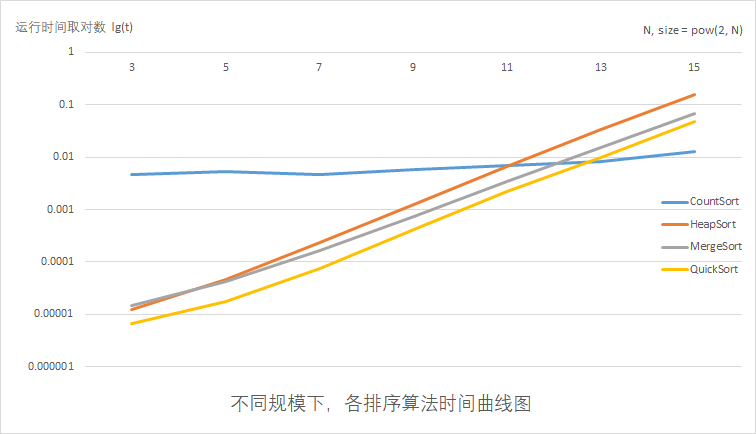 运行时间取对数 lg(t)
N, size = pow(2, N)
1
3 5 7 9 11 13 15
0.1
0.01
0.001
0.0001
0.00001
0.000001
CountSort
HeapSort
MergeSort
QuickSort
不同规模下，各排序算法时间曲线图